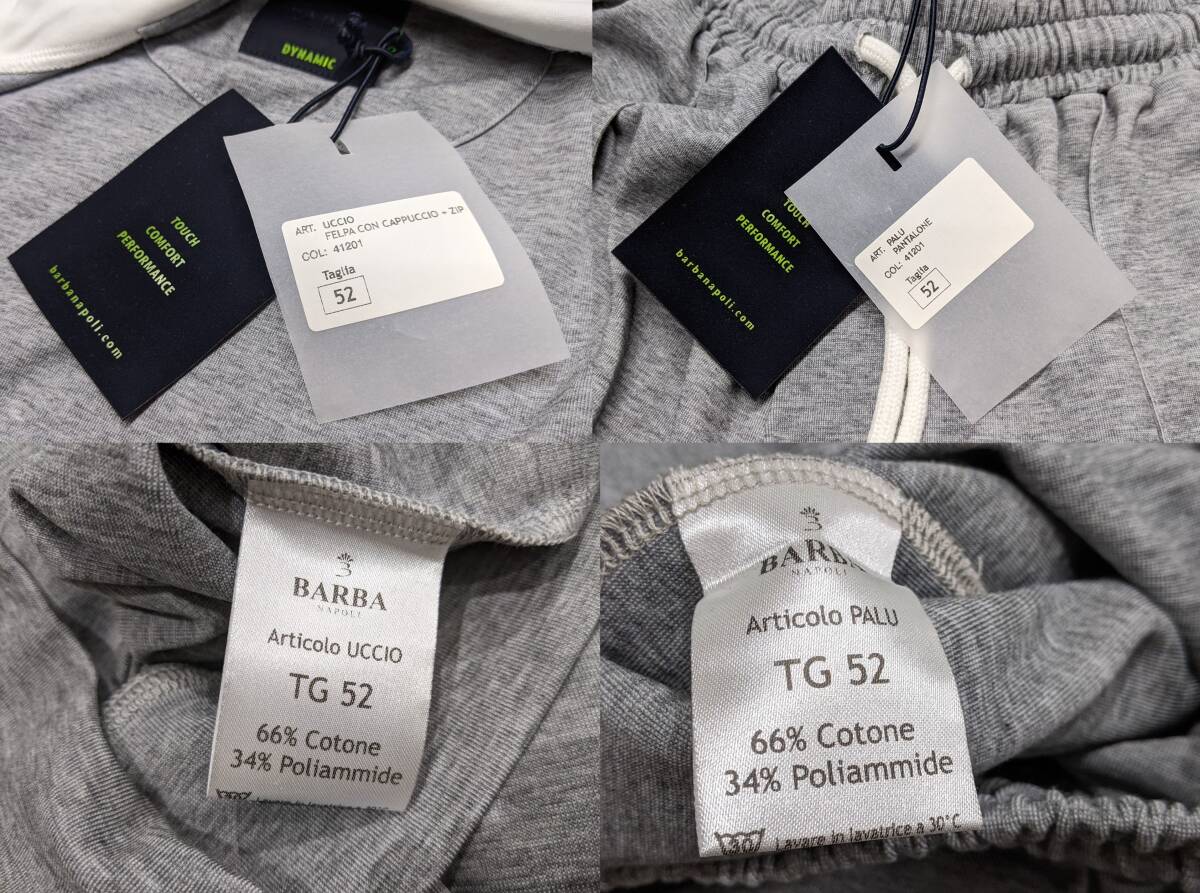 DYNAMIC
TOUCH
COMFORT
PERFORMANCE
barbanapoli.com
ART. UCCIO
FELPA CON CAPPUCCIO + ZIP
COL: 41201
Taglia
52
TOUCH
COMFORT
PERFORMANCE
barbanapoli.com
ART. PALU
PANTALONE
COL: 41201
Taglia
52
BARBA
NAPOLI
Articolo UCCIO
TG 52
66% Cotone
34% Poliammide
BARBA
NAPOLI
Articolo PALU
TG 52
66% Cotone
34% Poliammide
30 Lavare in lavatrice a 30°C